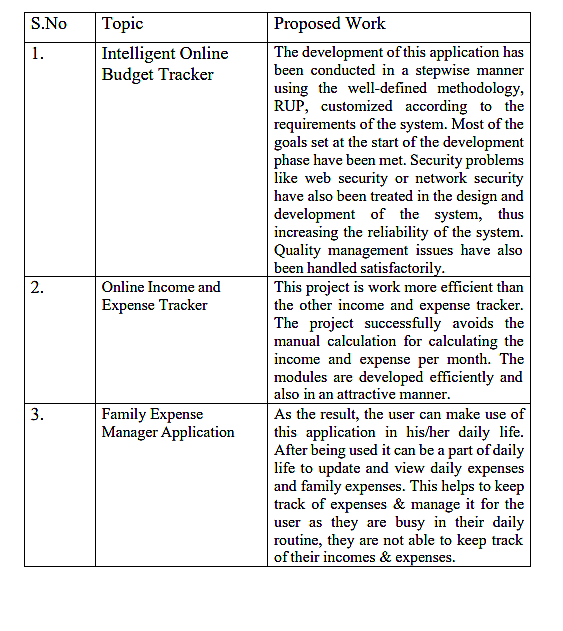 S.No Topic Proposed Work
1. Intelligent Online
Budget Tracker
The development of this application has
been conducted in a stepwise manner
using the well-defined methodology,
RUP, customized according to the
requirements of the system. Most of the
goals set at the start of the development
phase have been met. Security problems
like web security or network security
have also been treated in the design and
development of the system, thus
increasing the reliability of the system.
Quality management issues have also
been handled satisfactorily.
2. Online Income and
Expense Tracker
This project is work more efficient than
the other income and expense tracker.
The project successfully avoids the
manual calculation for calculating the
income and expense per month. The
modules are developed efficiently and
also in an attractive manner.
3. Family Expense
Manager Application
As the result, the user can make use of
this application in his/her daily life.
After being used it can be a part of daily
life to update and view daily expenses
and family expenses. This helps to keep
track of expenses & manage it for the
user as they are busy in their daily
routine, they are not able to keep track
of their incomes & expenses.